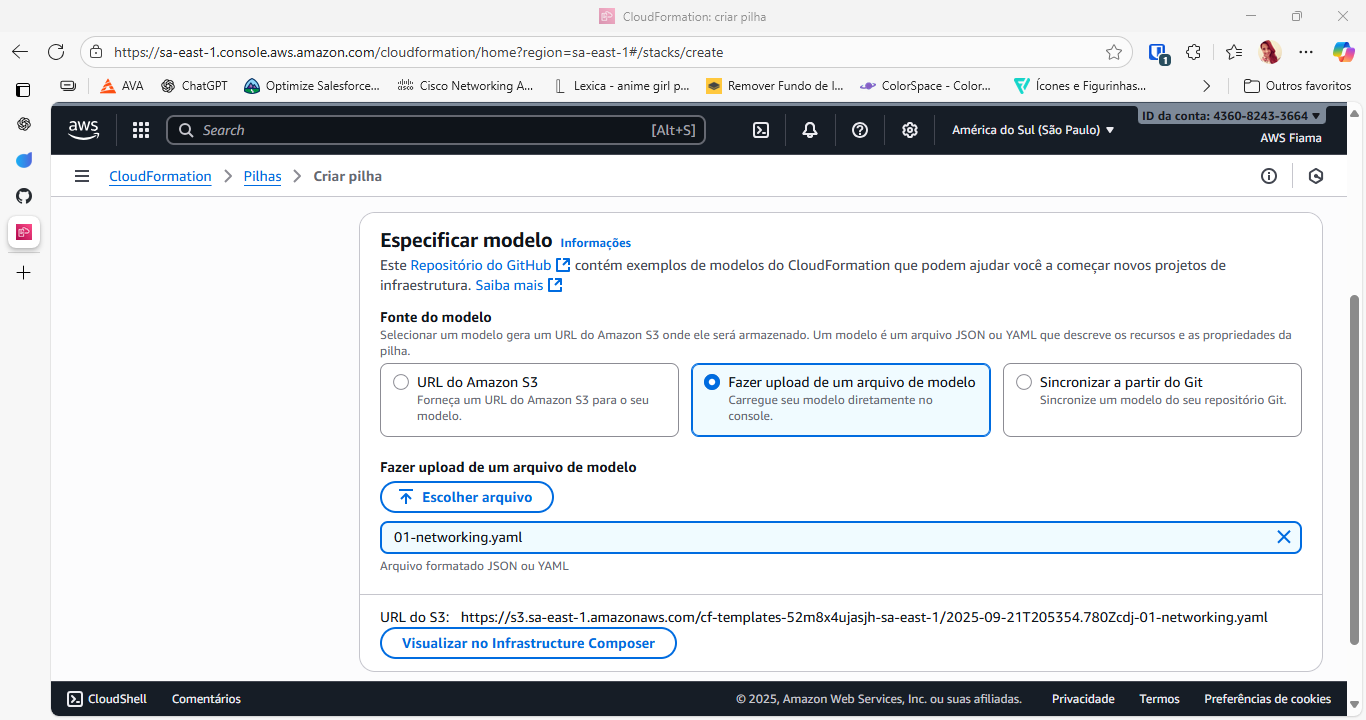 CloudFormation: criar pilha
https://sa-east-1.console.aws.amazon.com/cloudformation/home?region=sa-east-1#/stacks/create
1
AVA
ChatGPT
Optimize Salesforce...
Cisco Networking A...
Lexica - anime girl p...
Remover Fundo de I...
ColorSpace - Color...
Ícones e Figurinhas...
Outros favoritos
aws
Search
[Alt+S]
América do Sul (São Paulo)
ID da conta: 4360-8243-3664
AWS Fiama
CloudFormation
Pilhas
Criar pilha
Especificar modelo Informações
Este Repositório do GitHub contém exemplos de modelos do CloudFormation que podem ajudar você a começar novos projetos de
infraestrutura. Saiba mais
Fonte do modelo
Selecionar um modelo gera um URL do Amazon S3 onde ele será armazenado. Um modelo é um arquivo JSON ou YAML que descreve os recursos e as propriedades da
pilha.
URL do Amazon S3
Forneça um URL do Amazon S3 para o seu
modelo.
Fazer upload de um arquivo de modelo
Carregue seu modelo diretamente no
console.
Sincronizar a partir do Git
Sincronize um modelo do seu repositório Git.
Fazer upload de um arquivo de modelo
Escolher arquivo
01-networking.yaml
Arquivo formatado JSON ou YAML
URL do S3: https://s3.sa-east-1.amazonaws.com/cf-templates-52m8x4ujasjh-sa-east-1/2025-09-21T205354.780Zcdj-01-networking.yaml
Visualizar no Infrastructure Composer
CloudShell
Comentários
© 2025, Amazon Web Services, Inc. ou suas afiliadas.
Privacidade
Termos
Preferências de cookies